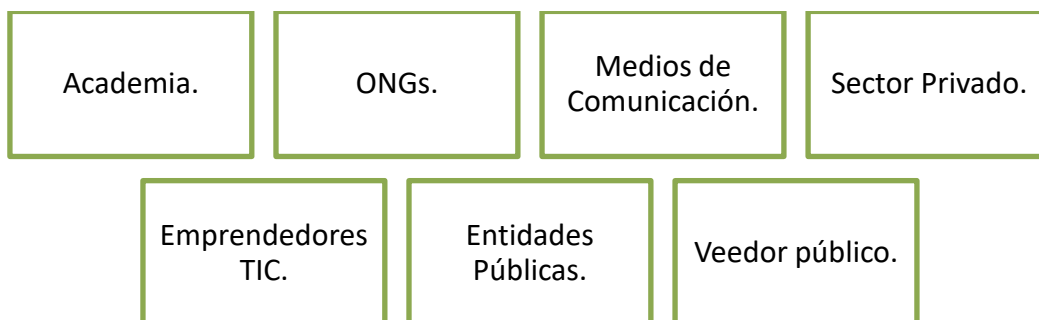 Academia.
ONGs.
Medios de
Comunicación.
Sector Privado.
Emprendedores
TIC.
Entidades
Públicas.
Veedor público.